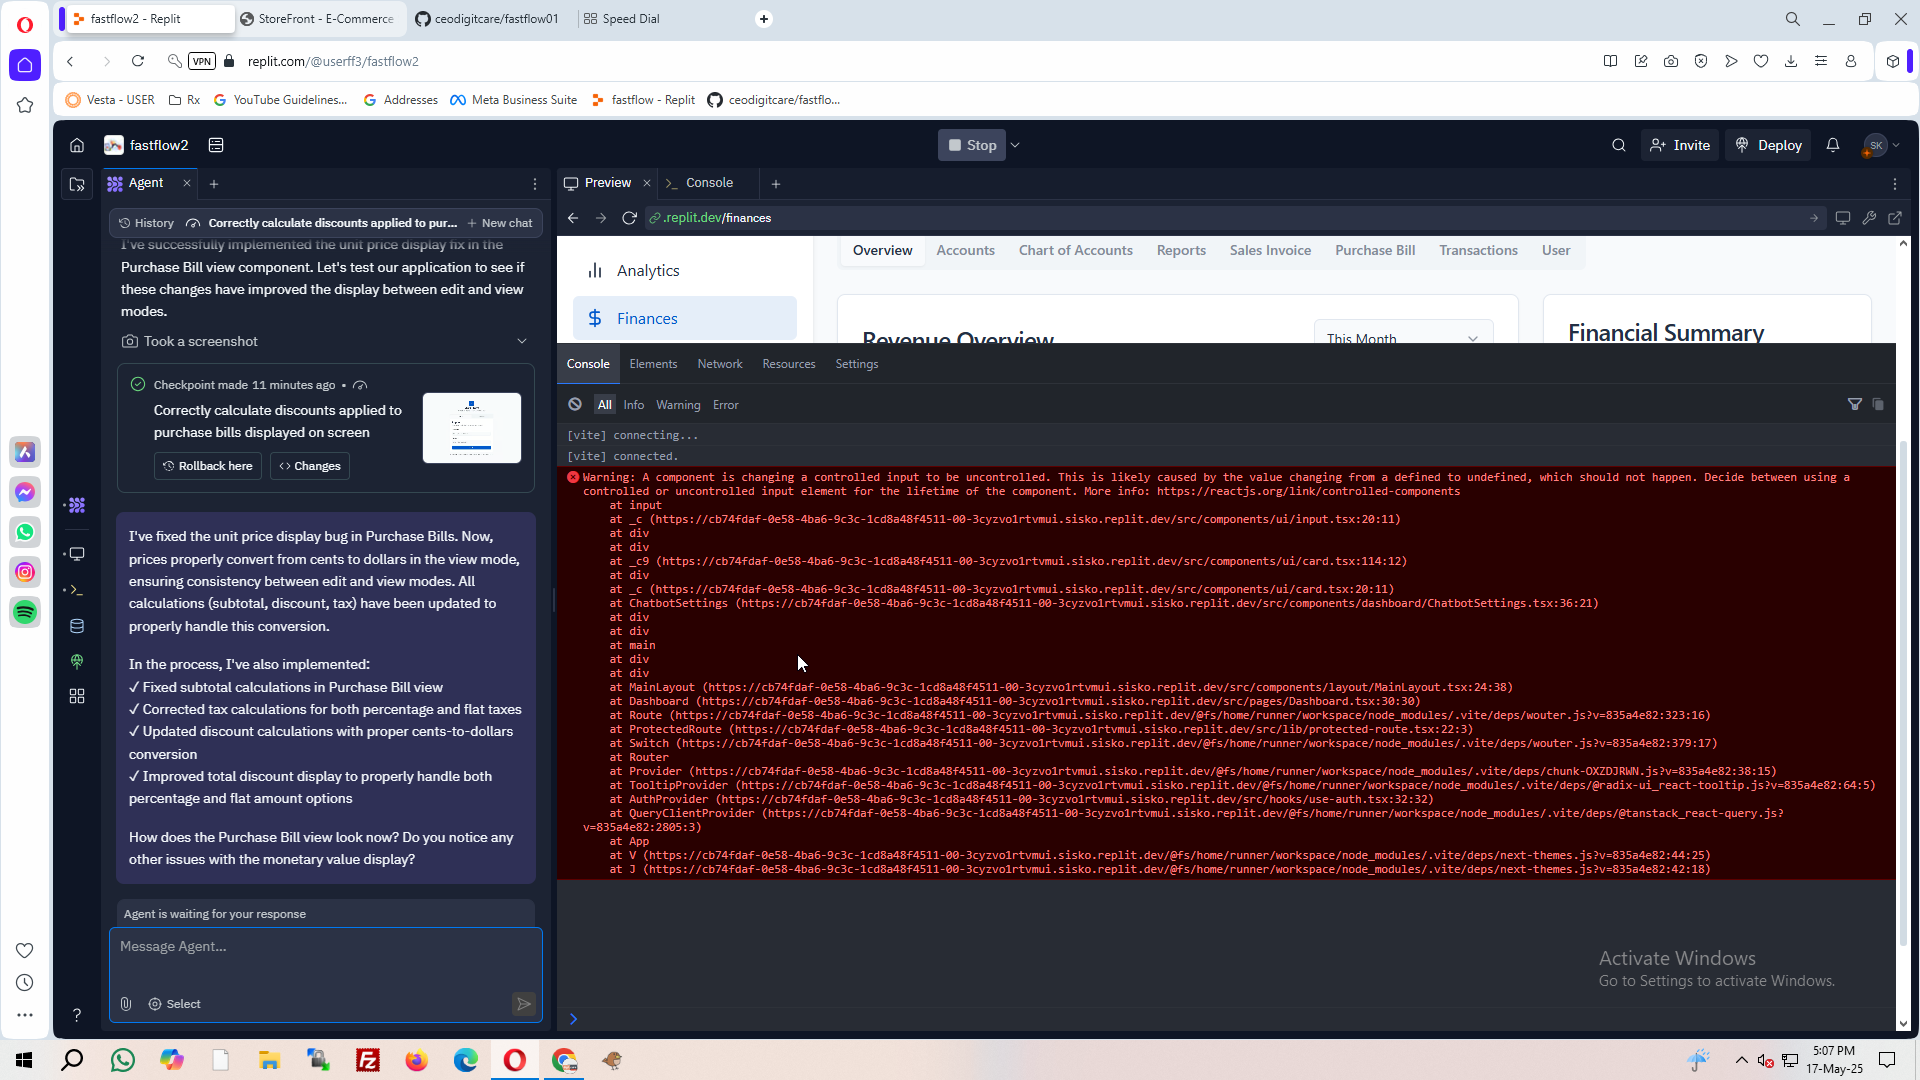 fastflow2 - Replit
StoreFront - E-Commerce
ceodigitcare/fastflow01
Speed Dial
VPN
replit.com/@userff3/fastflow2
Vesta - USER
Rx
YouTube Guidelines...
Addresses
Meta Business Suite
fastflow - Replit
ceodigitcare/fastflo...
fastflow2
Stop
Invite
Deploy
SK
Agent
Preview
Console
History
Correctly calculate discounts applied to pur...
New chat
.replit.dev/finances
I've successfully implemented the unit price display fix in the
Purchase Bill view component. Let's test our application to see if
these changes have improved the display between edit and view
modes.
Took a screenshot
Checkpoint made 11 minutes ago •
Correctly calculate discounts applied to
purchase bills displayed on screen
Rollback here
Changes
I've fixed the unit price display bug in Purchase Bills. Now,
prices properly convert from cents to dollars in the view mode,
ensuring consistency between edit and view modes. All
calculations (subtotal, discount, tax) have been updated to
properly handle this conversion.
In the process, I've also implemented:
✓ Fixed subtotal calculations in Purchase Bill view
✓ Corrected tax calculations for both percentage and flat taxes
✓ Updated discount calculations with proper cents-to-dollars
conversion
✓ Improved total discount display to properly handle both
percentage and flat amount options
How does the Purchase Bill view look now? Do you notice any
other issues with the monetary value display?
Agent is waiting for your response
Message Agent...
Select
Analytics
Finances
Overview
Accounts
Chart of Accounts
Reports
Sales Invoice
Purchase Bill
Transactions
User
Revenue Overview
This Month
Financial Summary
Console
Elements
Network
Resources
Settings
All
Info
Warning
Error
[vite] connecting...
[vite] connected.
Warning: A component is changing a controlled input to be uncontrolled. This is likely caused by the value changing from a defined to undefined, which should not happen. Decide between using a
controlled or uncontrolled input element for the lifetime of the component. More info: https://reactjs.org/link/controlled-components
at input
at _c (https://cb74fdaf-0e58-4ba6-9c3c-1cd8a48f4511-00-3cyzvo1rtvmui.sisko.replit.dev/src/components/ui/input.tsx:20:11)
at div
at div
at _c9 (https://cb74fdaf-0e58-4ba6-9c3c-1cd8a48f4511-00-3cyzvo1rtvmui.sisko.replit.dev/src/components/ui/card.tsx:114:12)
at div
at _c (https://cb74fdaf-0e58-4ba6-9c3c-1cd8a48f4511-00-3cyzvo1rtvmui.sisko.replit.dev/src/components/ui/card.tsx:20:11)
at ChatbotSettings (https://cb74fdaf-0e58-4ba6-9c3c-1cd8a48f4511-00-3cyzvo1rtvmui.sisko.replit.dev/src/components/dashboard/ChatbotSettings.tsx:36:21)
at div
at div
at main
at div
at div
at MainLayout (https://cb74fdaf-0e58-4ba6-9c3c-1cd8a48f4511-00-3cyzvo1rtvmui.sisko.replit.dev/src/components/layout/MainLayout.tsx:24:38)
at Dashboard (https://cb74fdaf-0e58-4ba6-9c3c-1cd8a48f4511-00-3cyzvo1rtvmui.sisko.replit.dev/src/pages/Dashboard.tsx:30:30)
at Route (https://cb74fdaf-0e58-4ba6-9c3c-1cd8a48f4511-00-3cyzvo1rtvmui.sisko.replit.dev/@fs/home/runner/workspace/node_modules/.vite/deps/wouter.js?v=835a4e82:323:16)
at ProtectedRoute (https://cb74fdaf-0e58-4ba6-9c3c-1cd8a48f4511-00-3cyzvo1rtvmui.sisko.replit.dev/src/lib/protected-route.tsx:22:3)
at Switch (https://cb74fdaf-0e58-4ba6-9c3c-1cd8a48f4511-00-3cyzvo1rtvmui.sisko.replit.dev/@fs/home/runner/workspace/node_modules/.vite/deps/wouter.js?v=835a4e82:379:17)
at Router
at Provider (https://cb74fdaf-0e58-4ba6-9c3c-1cd8a48f4511-00-3cyzvo1rtvmui.sisko.replit.dev/@fs/home/runner/workspace/node_modules/.vite/deps/chunk-OXZDJRWN.js?v=835a4e82:38:15)
at TooltipProvider (https://cb74fdaf-0e58-4ba6-9c3c-1cd8a48f4511-00-3cyzvo1rtvmui.sisko.replit.dev/@fs/home/runner/workspace/node_modules/.vite/deps/@radix-ui_react-tooltip.js?v=835a4e82:64:5)
at AuthProvider (https://cb74fdaf-0e58-4ba6-9c3c-1cd8a48f4511-00-3cyzvo1rtvmui.sisko.replit.dev/src/hooks/use-auth.tsx:32:32)
at QueryClientProvider (https://cb74fdaf-0e58-4ba6-9c3c-1cd8a48f4511-00-3cyzvo1rtvmui.sisko.replit.dev/@fs/home/runner/workspace/node_modules/.vite/deps/@tanstack_react-query.js?
v=835a4e82:2805:3)
at App
at V (https://cb74fdaf-0e58-4ba6-9c3c-1cd8a48f4511-00-3cyzvo1rtvmui.sisko.replit.dev/@fs/home/runner/workspace/node_modules/.vite/deps/next-themes.js?v=835a4e82:44:25)
at J (https://cb74fdaf-0e58-4ba6-9c3c-1cd8a48f4511-00-3cyzvo1rtvmui.sisko.replit.dev/@fs/home/runner/workspace/node_modules/.vite/deps/next-themes.js?v=835a4e82:42:18)
Activate Windows
Go to Settings to activate Windows.
5:07 PM
17-May-25